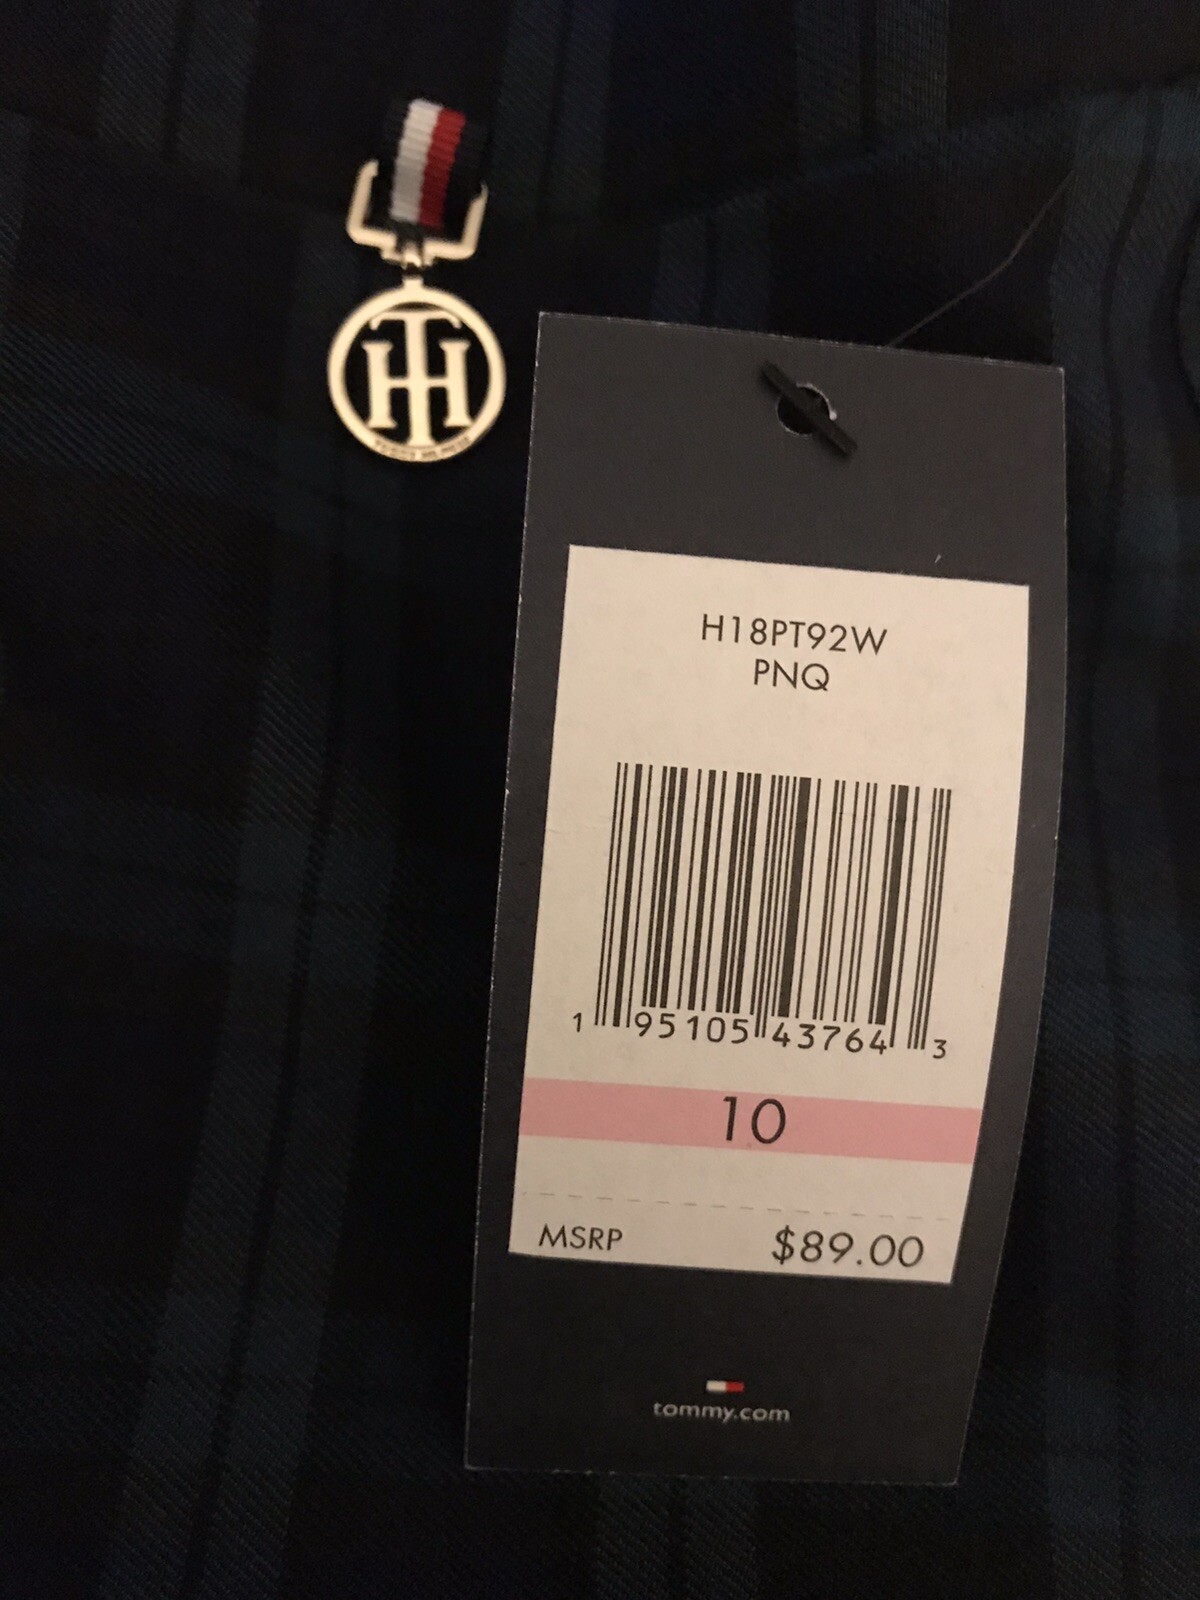 TH
H18PT92W
PNQ
1 95105 43764 3
10
MSRP $89.00
tommy.com